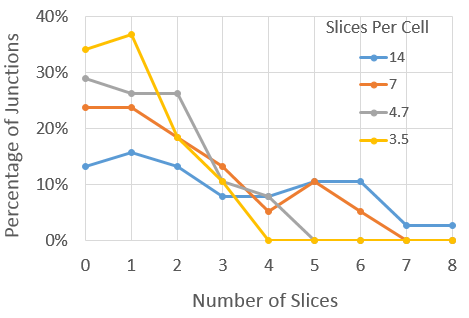 Slices Per Cell
14
7
4.7
3.5
Percentage of Junctions
40%
30%
20%
10%
0%
0 1 2 3 4 5 6 7 8
Number of Slices